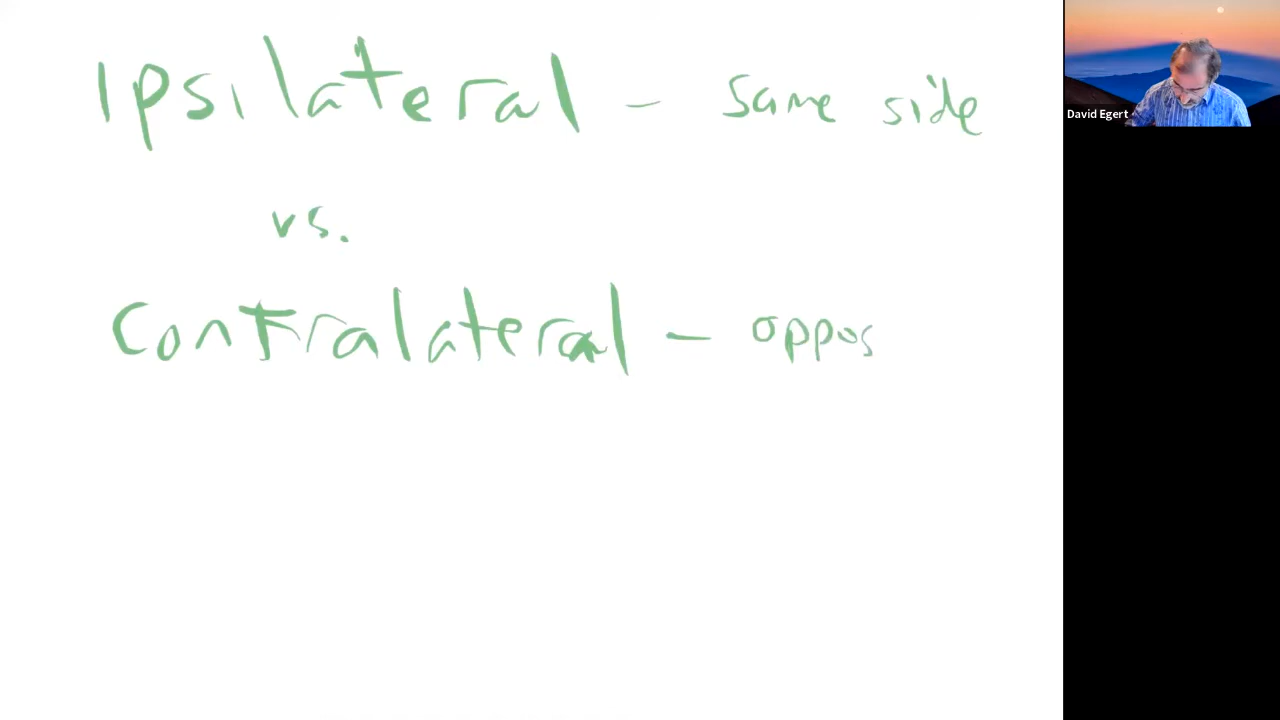 Ipsilateral - same side
vs.
Contralateral - oppos
David Egert